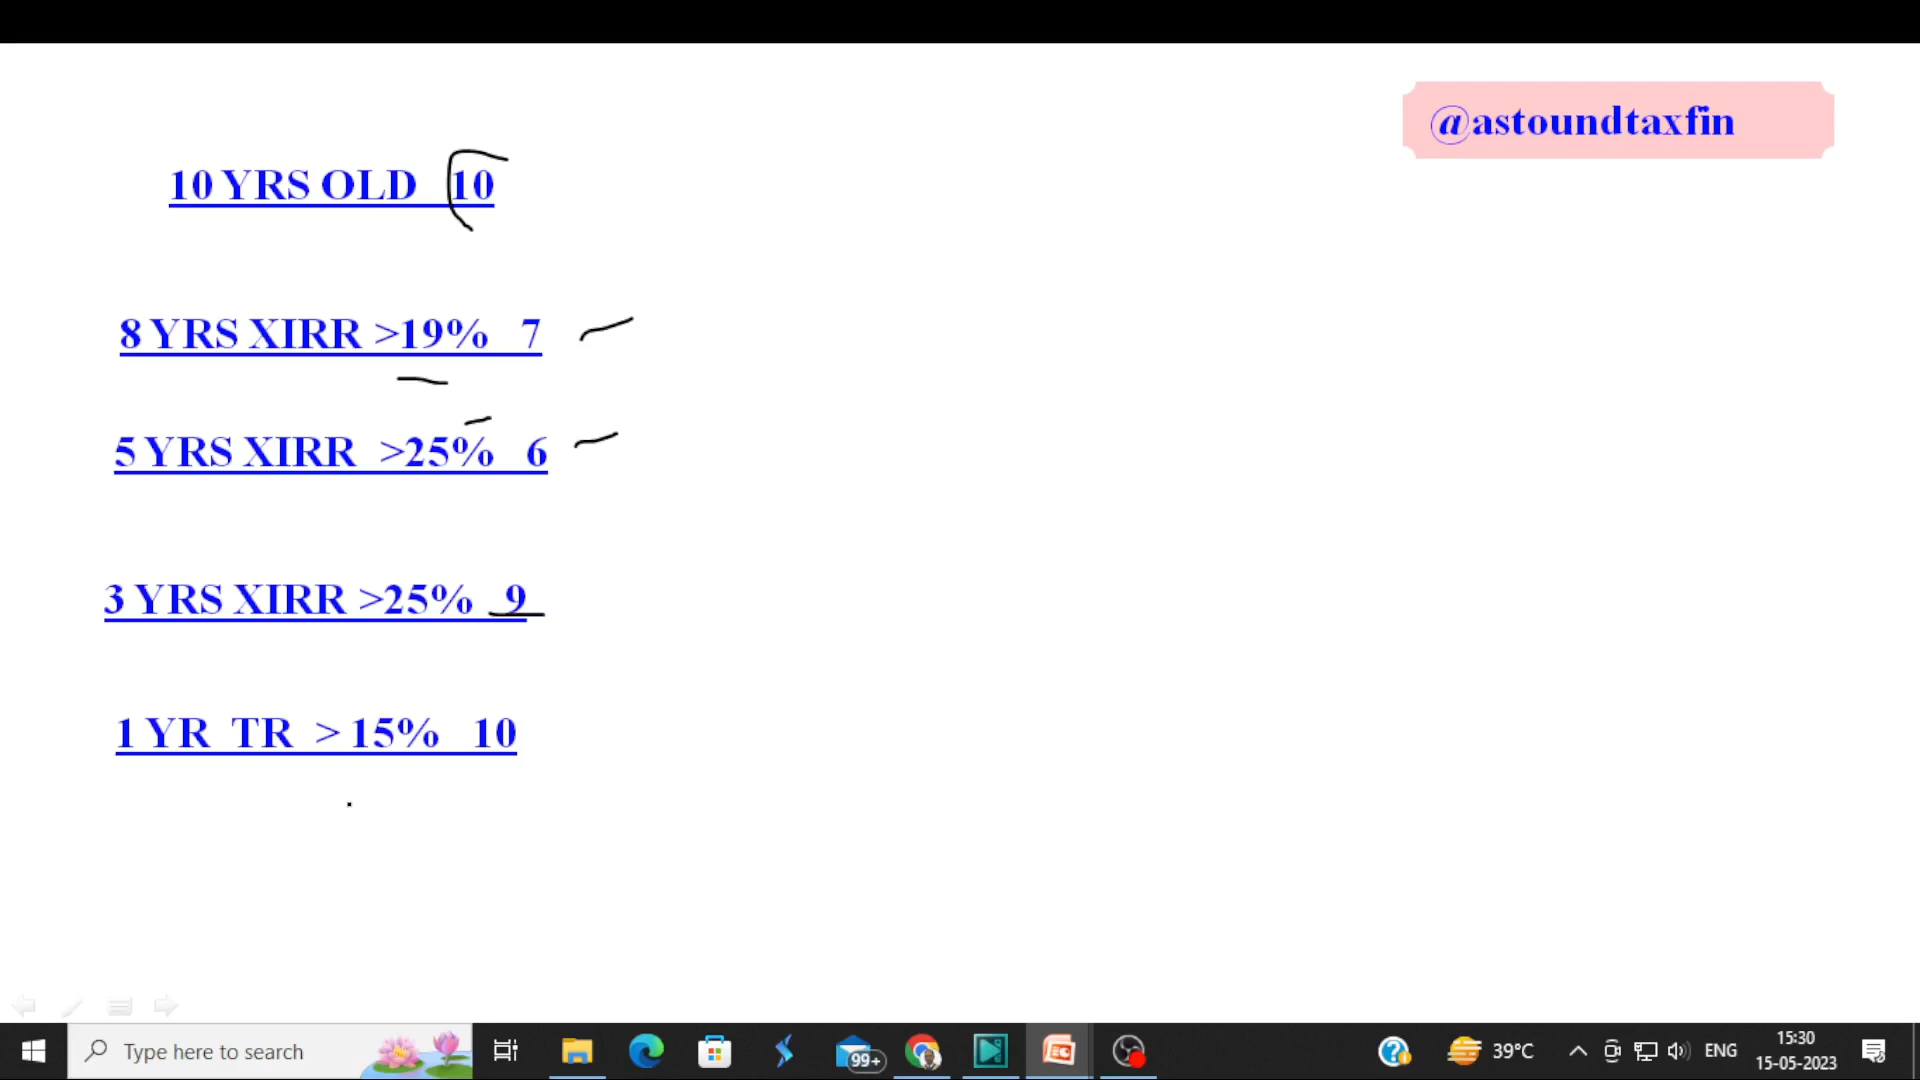 @astoundtaxfin
10 YRS OLD 10
8 YRS XIRR >19% 7
5 YRS XIRR >25% 6
3 YRS XIRR >25% 9
1 YR TR > 15% 10
Type here to search
99+
39°C
ENG
15:30
15-05-2023